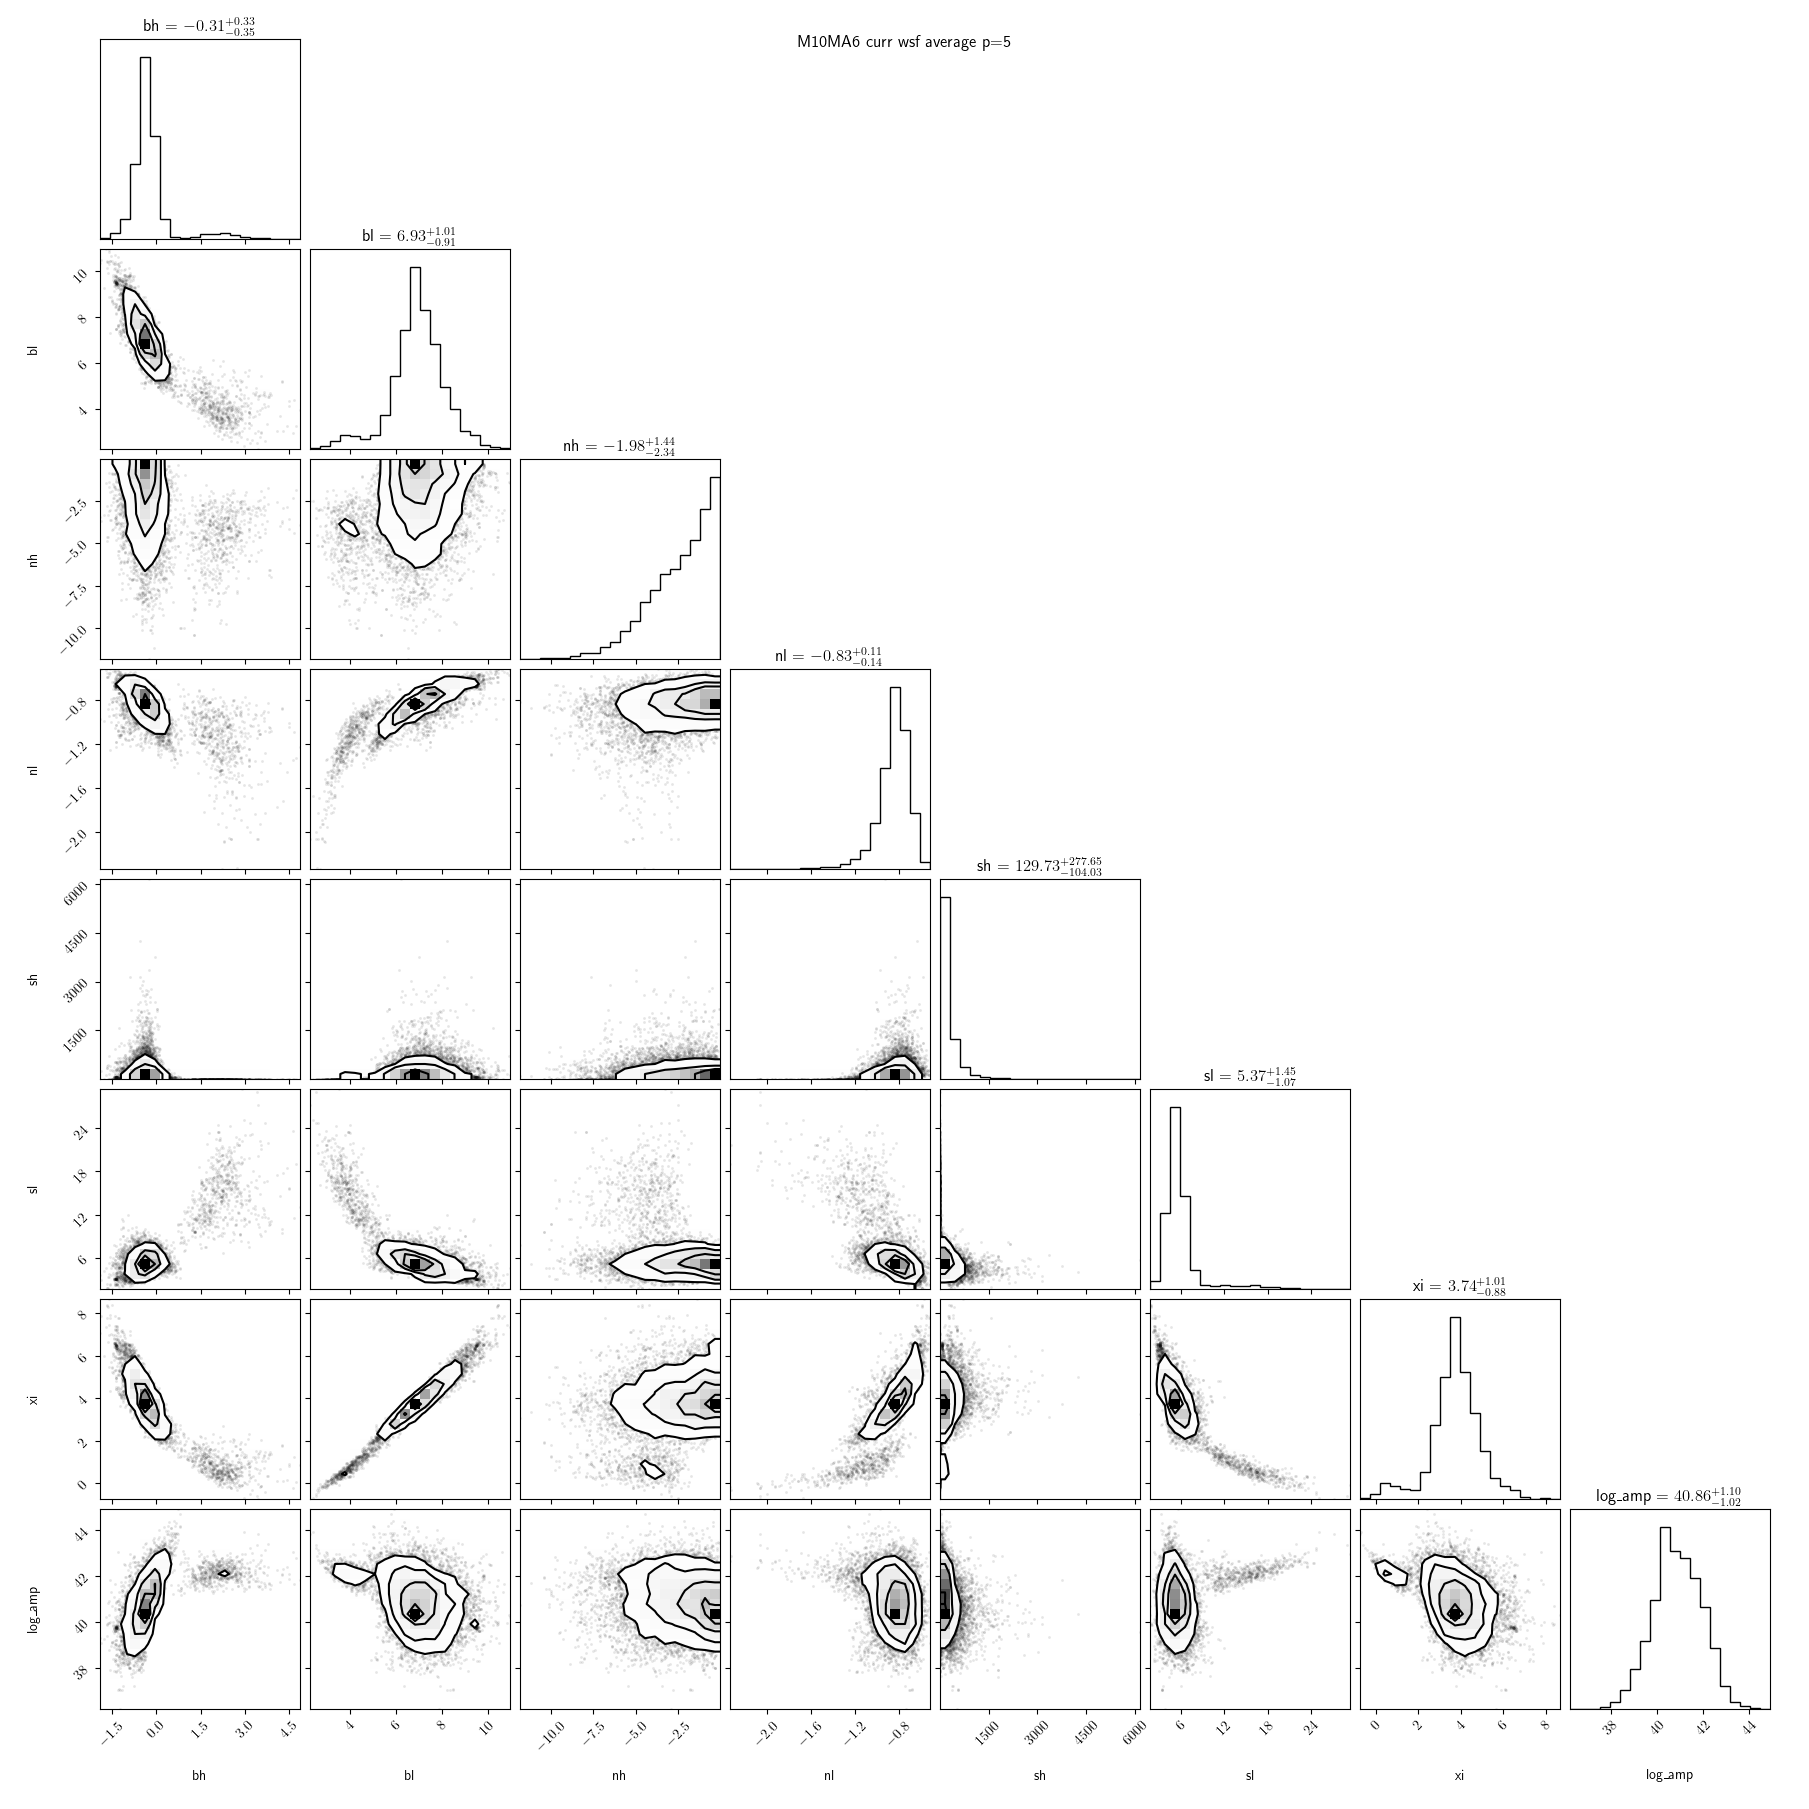 bh = −0.31+0.33−0.35
M10MA6 curr wsf average p=5
bl = 6.93+1.01−0.91
10
8
6
4
bl
nh = −1.98+1.44−2.34
−2.5
−5.0
−7.5
−10.0
nh
nl = −0.83+0.11−0.14
−0.8
−1.2
−1.6
−2.0
nl
sh = 129.73+277.65−104.03
6000
4500
3000
1500
sh
sl = 5.37+1.45−1.07
24
18
12
6
sl
xi = 3.74+1.01−0.88
8
6
4
2
0
xi
log_amp = 40.86+1.10−1.02
44
42
40
38
log_amp
−1.5 0.0 1.5 3.0 4.5 4 6 8 10 −10.0 −7.5 −5.0 −2.5 −2.0 −1.6 −1.2 −0.8 1500 3000 4500 6000 6 12 18 24 0 2 4 6 8 38 40 42 44
bh bl nh nl sh sl xi log_amp